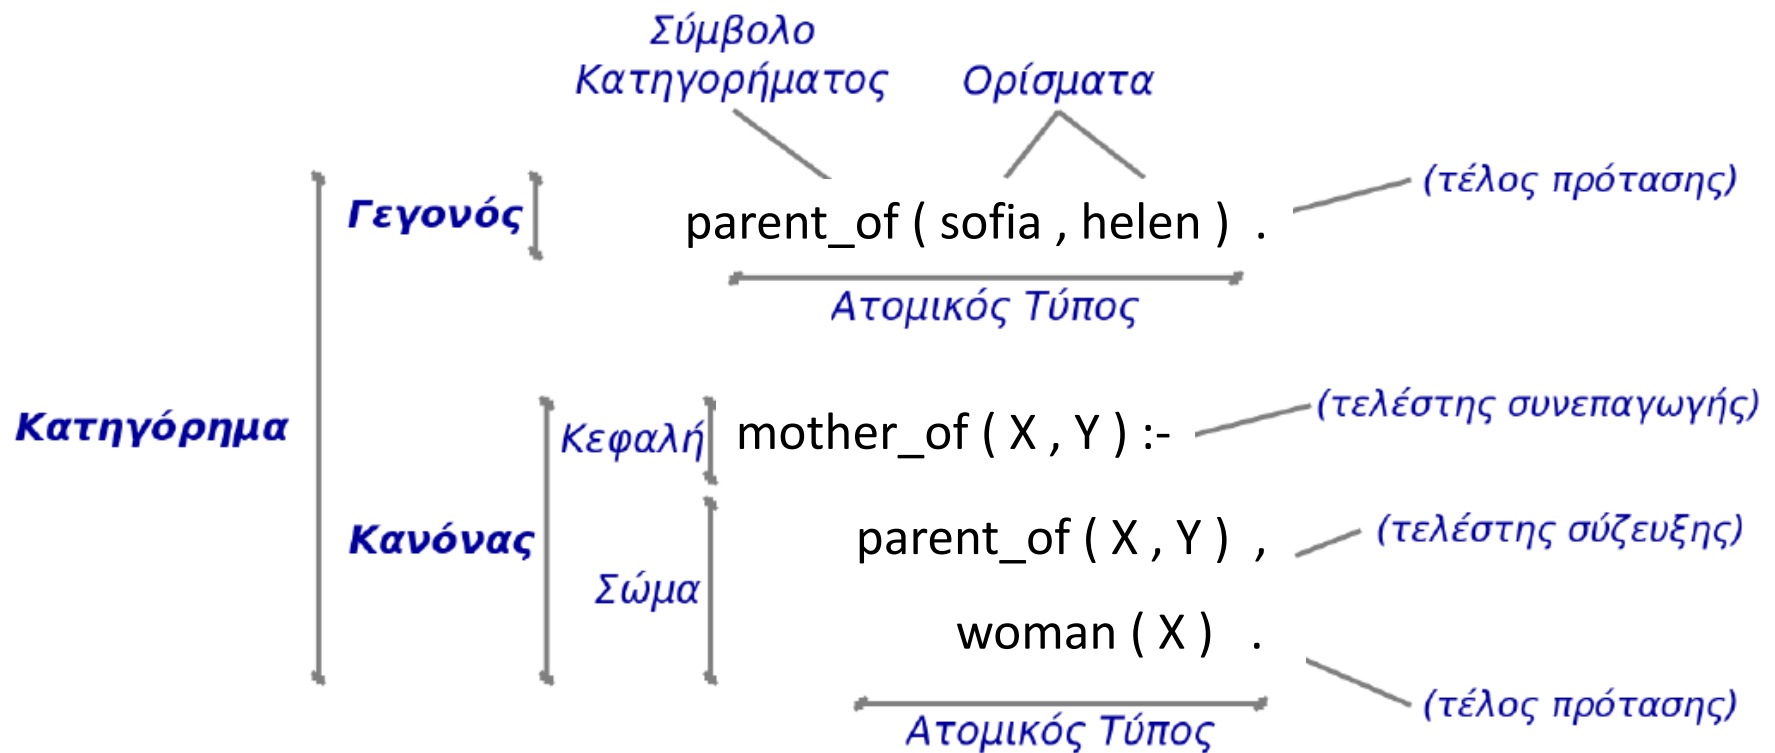 Σύμβολο
Κατηγορήματος
Ορίσματα
(τέλος πρότασης)
Γεγονός
parent_of ( sofia , helen ) .
Ατομικός Τύπος
Κατηγόρημα
(τελέστης συνεπαγωγής)
Κεφαλή
mother_of ( X , Y ) :-
Κανόνας
parent_of ( X , Y ) ,
(τελέστης σύζευξης)
Σώμα
woman ( X ) .
(τέλος πρότασης)
Ατομικός Τύπος